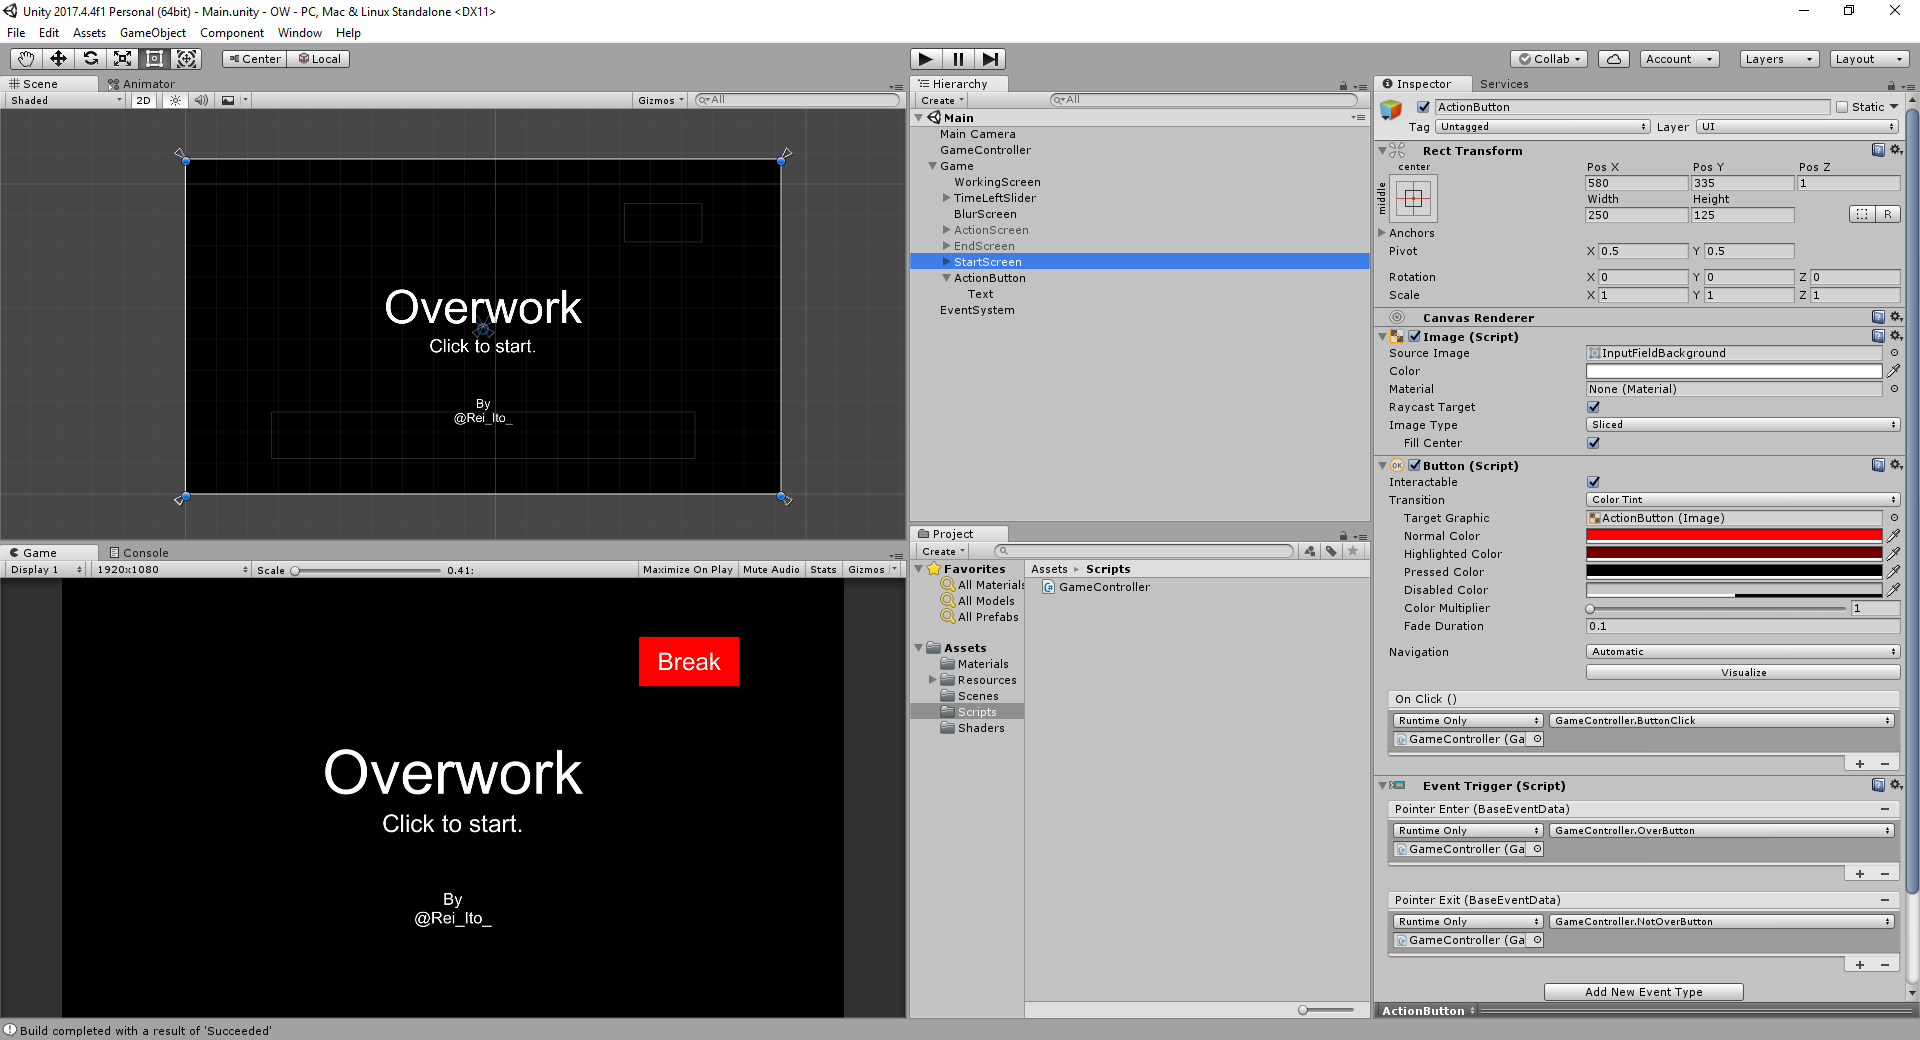 Unity 2017.4.4f1 Personal (64bit) - Main.unity - OW - PC, Mac & Linux Standalone <DX11>
File Edit Assets GameObject Component Window Help
Center Local
Collab Account Layers Layout
Scene Animator
Shaded 2D Gizmos All
Overwork
Click to start.
By
@Rei_Ito_
Game Console
Display 1 1920x1080 Scale 0.41: Maximize On Play Mute Audio Stats Gizmos
Break
Overwork
Click to start.
By
@Rei_Ito_
Hierarchy
Create All
Main
Main Camera
GameController
Game
WorkingScreen
TimeLeftSlider
BlurScreen
ActionScreen
EndScreen
StartScreen
ActionButton
Text
EventSystem
Project
Create
Favorites
All Materials
All Models
All Prefabs
Assets
Materials
Resources
Scenes
Scripts
Shaders
Assets Scripts
GameController
Inspector Services
ActionButton Static
Tag Untagged Layer UI
Rect Transform
center
middle
Pos X Pos Y Pos Z
580 335 1
Width Height
250 125 R
Anchors
Pivot X 0.5 Y 0.5
Rotation X 0 Y 0 Z 0
Scale X 1 Y 1 Z 1
Canvas Renderer
Image (Script)
Source Image InputFieldBackground
Color
Material None (Material)
Raycast Target
Image Type Sliced
Fill Center
OK Button (Script)
Interactable
Transition Color Tint
Target Graphic ActionButton (Image)
Normal Color
Highlighted Color
Pressed Color
Disabled Color
Color Multiplier 1
Fade Duration 0.1
Navigation Automatic
Visualize
On Click ()
Runtime Only GameController.ButtonClick
GameController (Ga
Event Trigger (Script)
Pointer Enter (BaseEventData)
Runtime Only GameController.OverButton
GameController (Ga
Pointer Exit (BaseEventData)
Runtime Only GameController.NotOverButton
GameController (Ga
Add New Event Type
ActionButton
Build completed with a result of 'Succeeded'